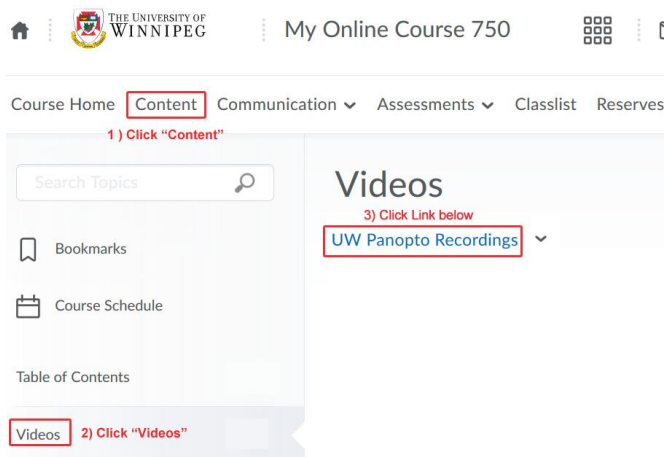 THE UNIVERSITY OF
WINNIPEG
My Online Course 750
Course Home Content Communication Assessments Classlist Reserves
1 ) Click “Content”
Search Topics
Videos
3) Click Link below
UW Panopto Recordings
Bookmarks
Course Schedule
Table of Contents
Videos 2) Click “Videos”